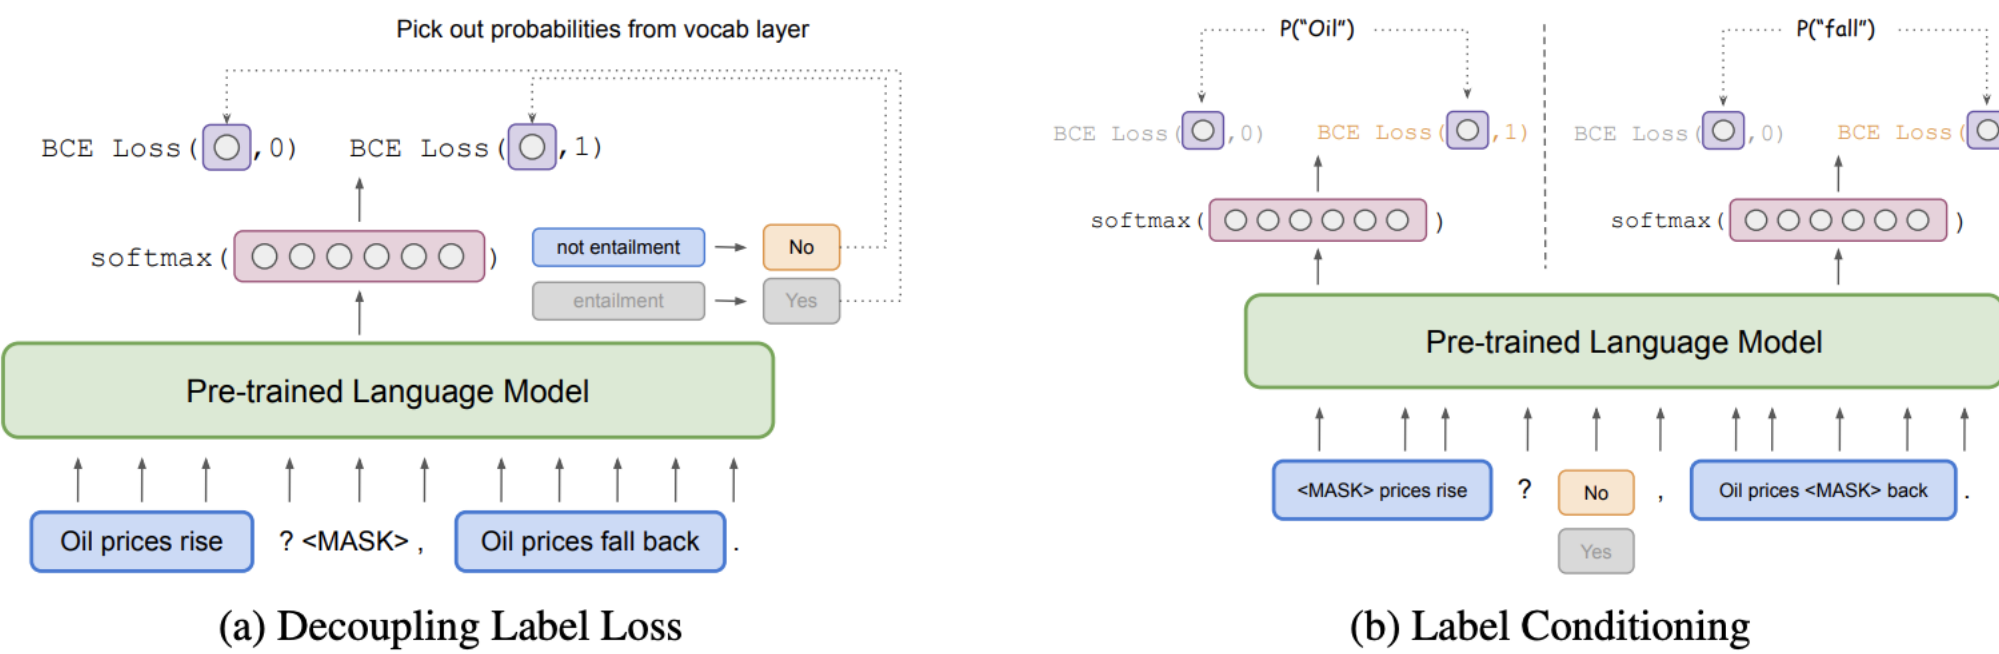 Pick out probabilities from vocab layer
BCE Loss( ,0) BCE Loss( ,1)
softmax( )
not entailment No
entailment Yes
Pre-trained Language Model
Oil prices rise ? <MASK> , Oil prices fall back .
(a) Decoupling Label Loss
P("Oil") P("fall")
BCE Loss( ,0) BCE Loss( ,1) BCE Loss( ,0) BCE Loss(
softmax( ) softmax( )
Pre-trained Language Model
<MASK> prices rise ? No , Oil prices <MASK> back .
Yes
(b) Label Conditioning